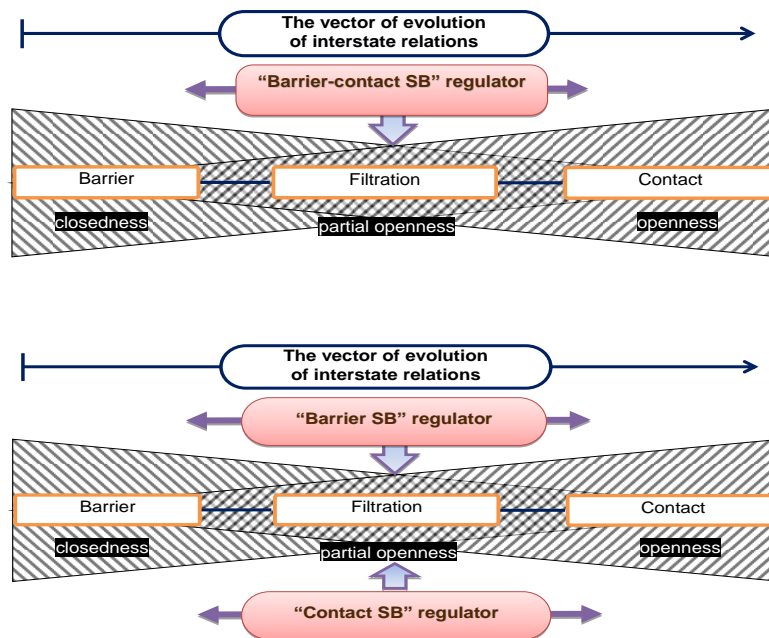 The vector of evolution
of interstate relations
“Barrier-contact SB” regulator
Barrier
Filtration
Contact
closedness
partial openness
openness
The vector of evolution
of interstate relations
“Barrier SB” regulator
Barrier
Filtration
Contact
closedness
partial openness
openness
“Contact SB” regulator